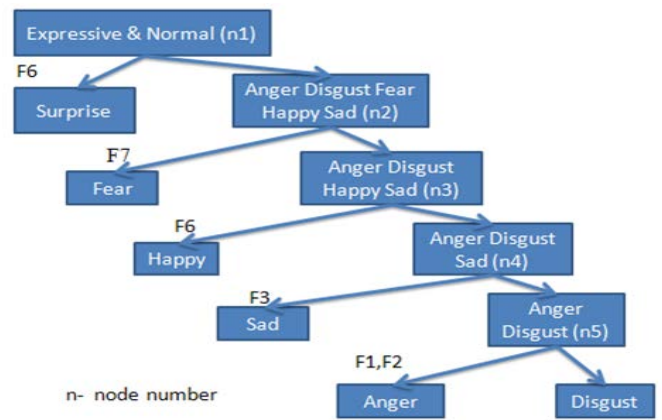 Expressive & Normal (n1)
F6
Surprise
Anger Disgust Fear
Happy Sad (n2)
F7
Fear
Anger Disgust
Happy Sad (n3)
F6
Happy
Anger Disgust
Sad (n4)
F3
Sad
Anger
Disgust (n5)
F1,F2
Anger
Disgust
n- node number